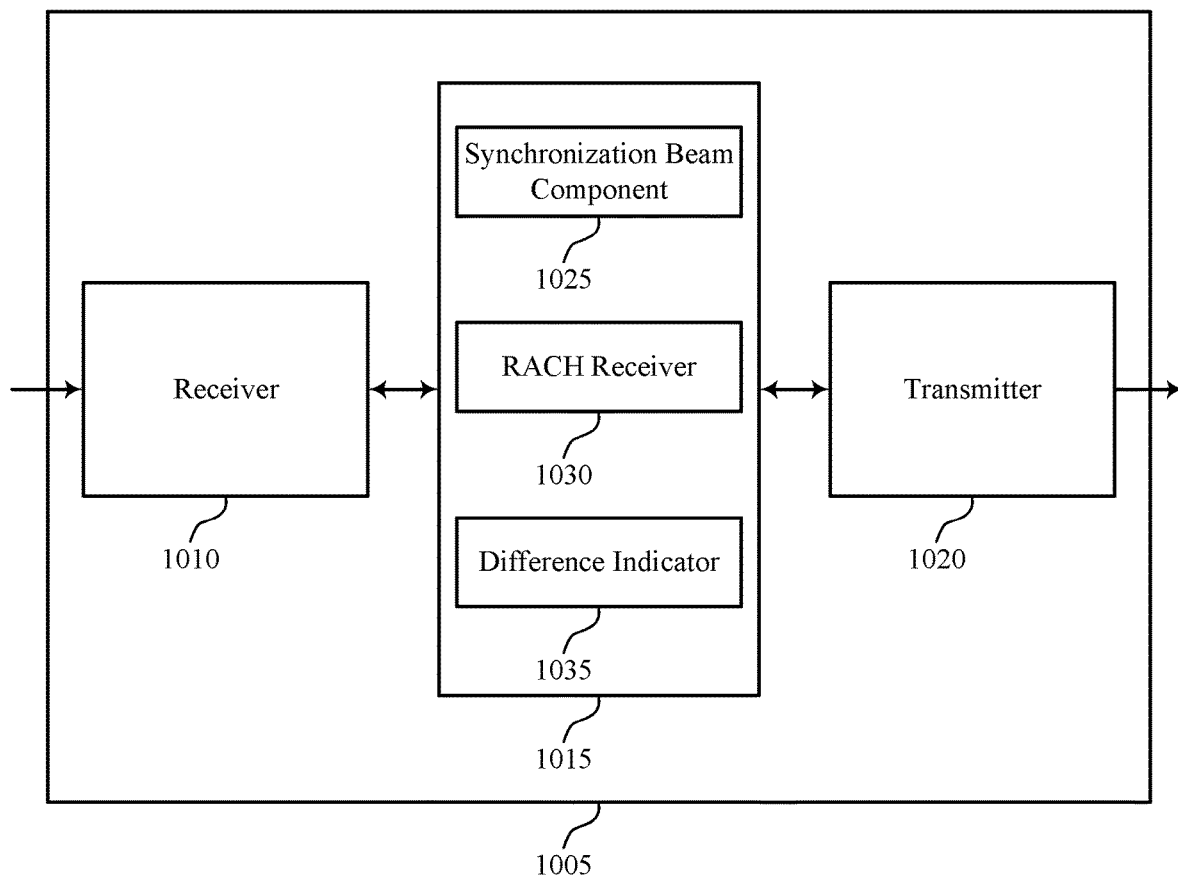 Synchronization Beam
Component
1025
Receiver
RACH Receiver
Transmitter
1030
1010
1020
Difference Indicator
1035
1015
1005